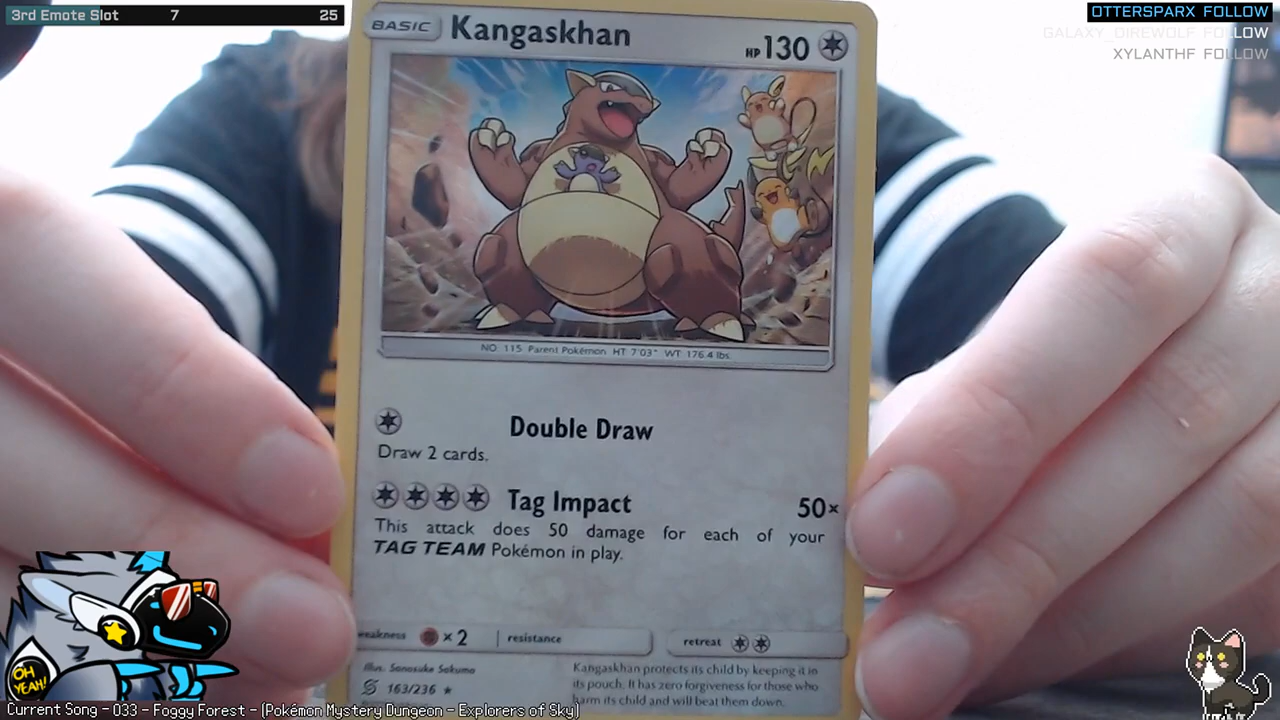 3rd Emote Slot 7 25
OTTERSPARX FOLLOW
GALAXY_DIREWOLF FOLLOW
XYLANTHF FOLLOW
BASIC Kangaskhan HP 130
NO. 115 Parent Pokémon HT 7'03" WT 176.4 lbs.
Double Draw
Draw 2 cards.
Tag Impact 50×
This attack does 50 damage for each of your
TAG TEAM Pokémon in play.
weakness ×2 resistance retreat
Illus. Sanosuke Sakuma
163/236
Kangaskhan protects its child by keeping it in
its pouch. It has zero forgiveness for those who
harm its child and will beat them down.
OH YEAH!
Current Song - 033 - Foggy Forest - (Pokémon Mystery Dungeon - Explorers of Sky)